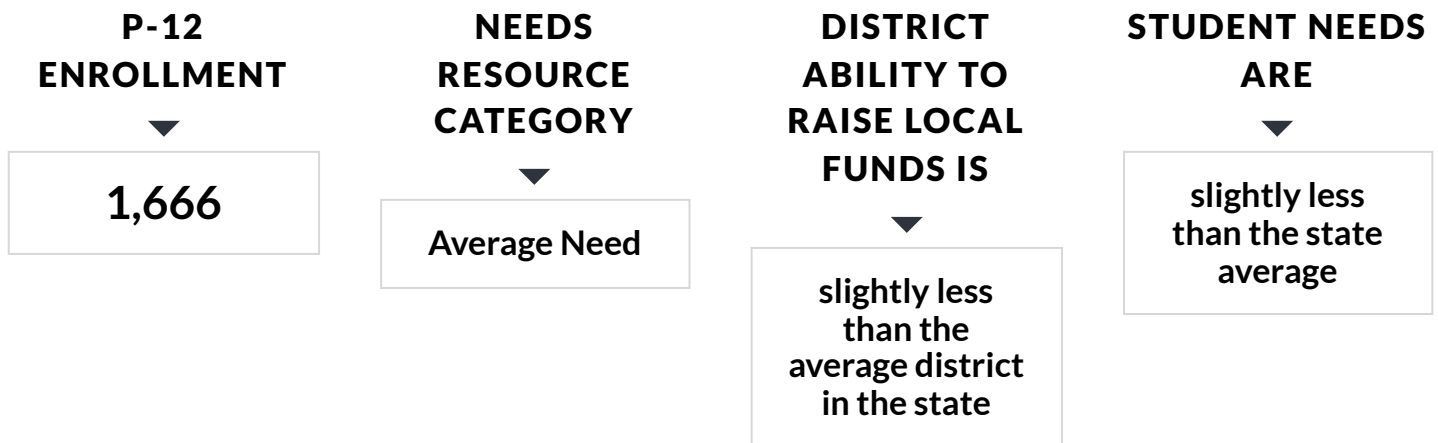 P-12
ENROLLMENT
1,666
NEEDS
RESOURCE
CATEGORY
Average Need
DISTRICT
ABILITY TO
RAISE LOCAL
FUNDS IS
slightly less
than the
average district
in the state
STUDENT NEEDS
ARE
slightly less
than the state
average